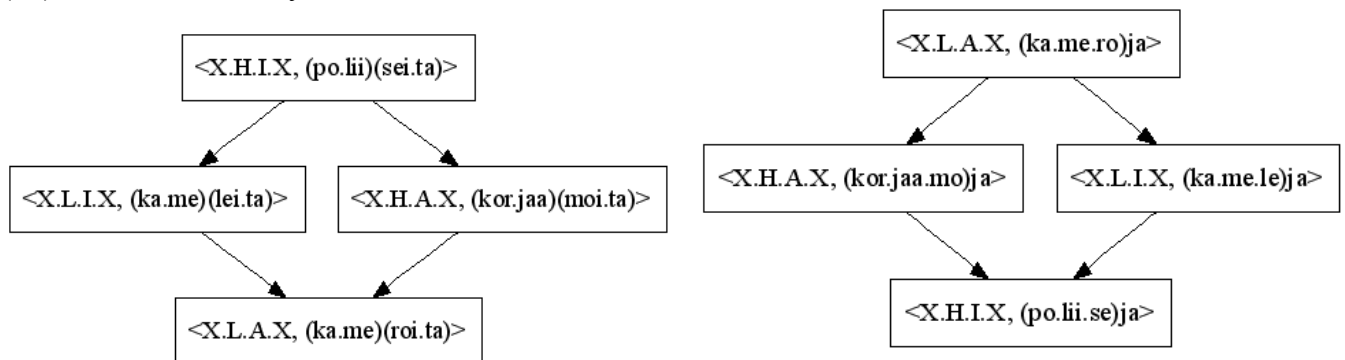 <X.H.I.X, (po.lii)(sei.ta)>
<X.L.I.X, (ka.me)(lei.ta)>
<X.H.A.X, (kor.jaa)(moi.ta)>
<X.L.A.X, (ka.me)(roi.ta)>
<X.L.A.X, (ka.me.ro)ja>
<X.H.A.X, (kor.jaa.mo)ja>
<X.L.I.X, (ka.me.le)ja>
<X.H.I.X, (po.lii.se)ja>